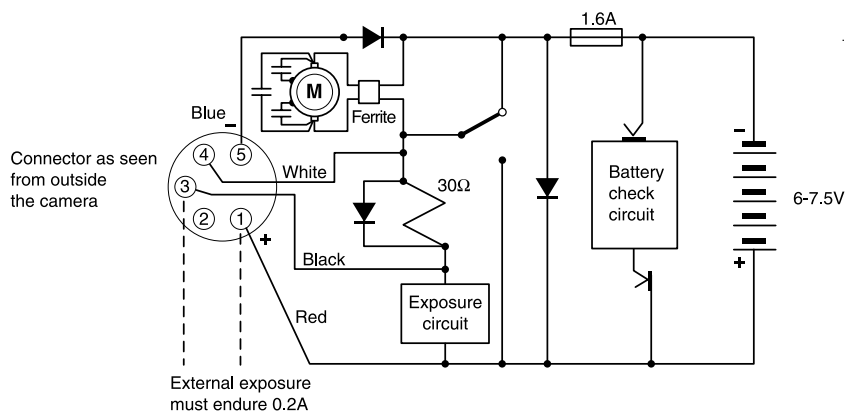 1.6A
M
Ferrite
Blue
−
4
5
3
2
1
+
Connector as seen
from outside
the camera
White
30Ω
Black
Red
Exposure
circuit
Battery
check
circuit
−
+
6-7.5V
External exposure
must endure 0.2A